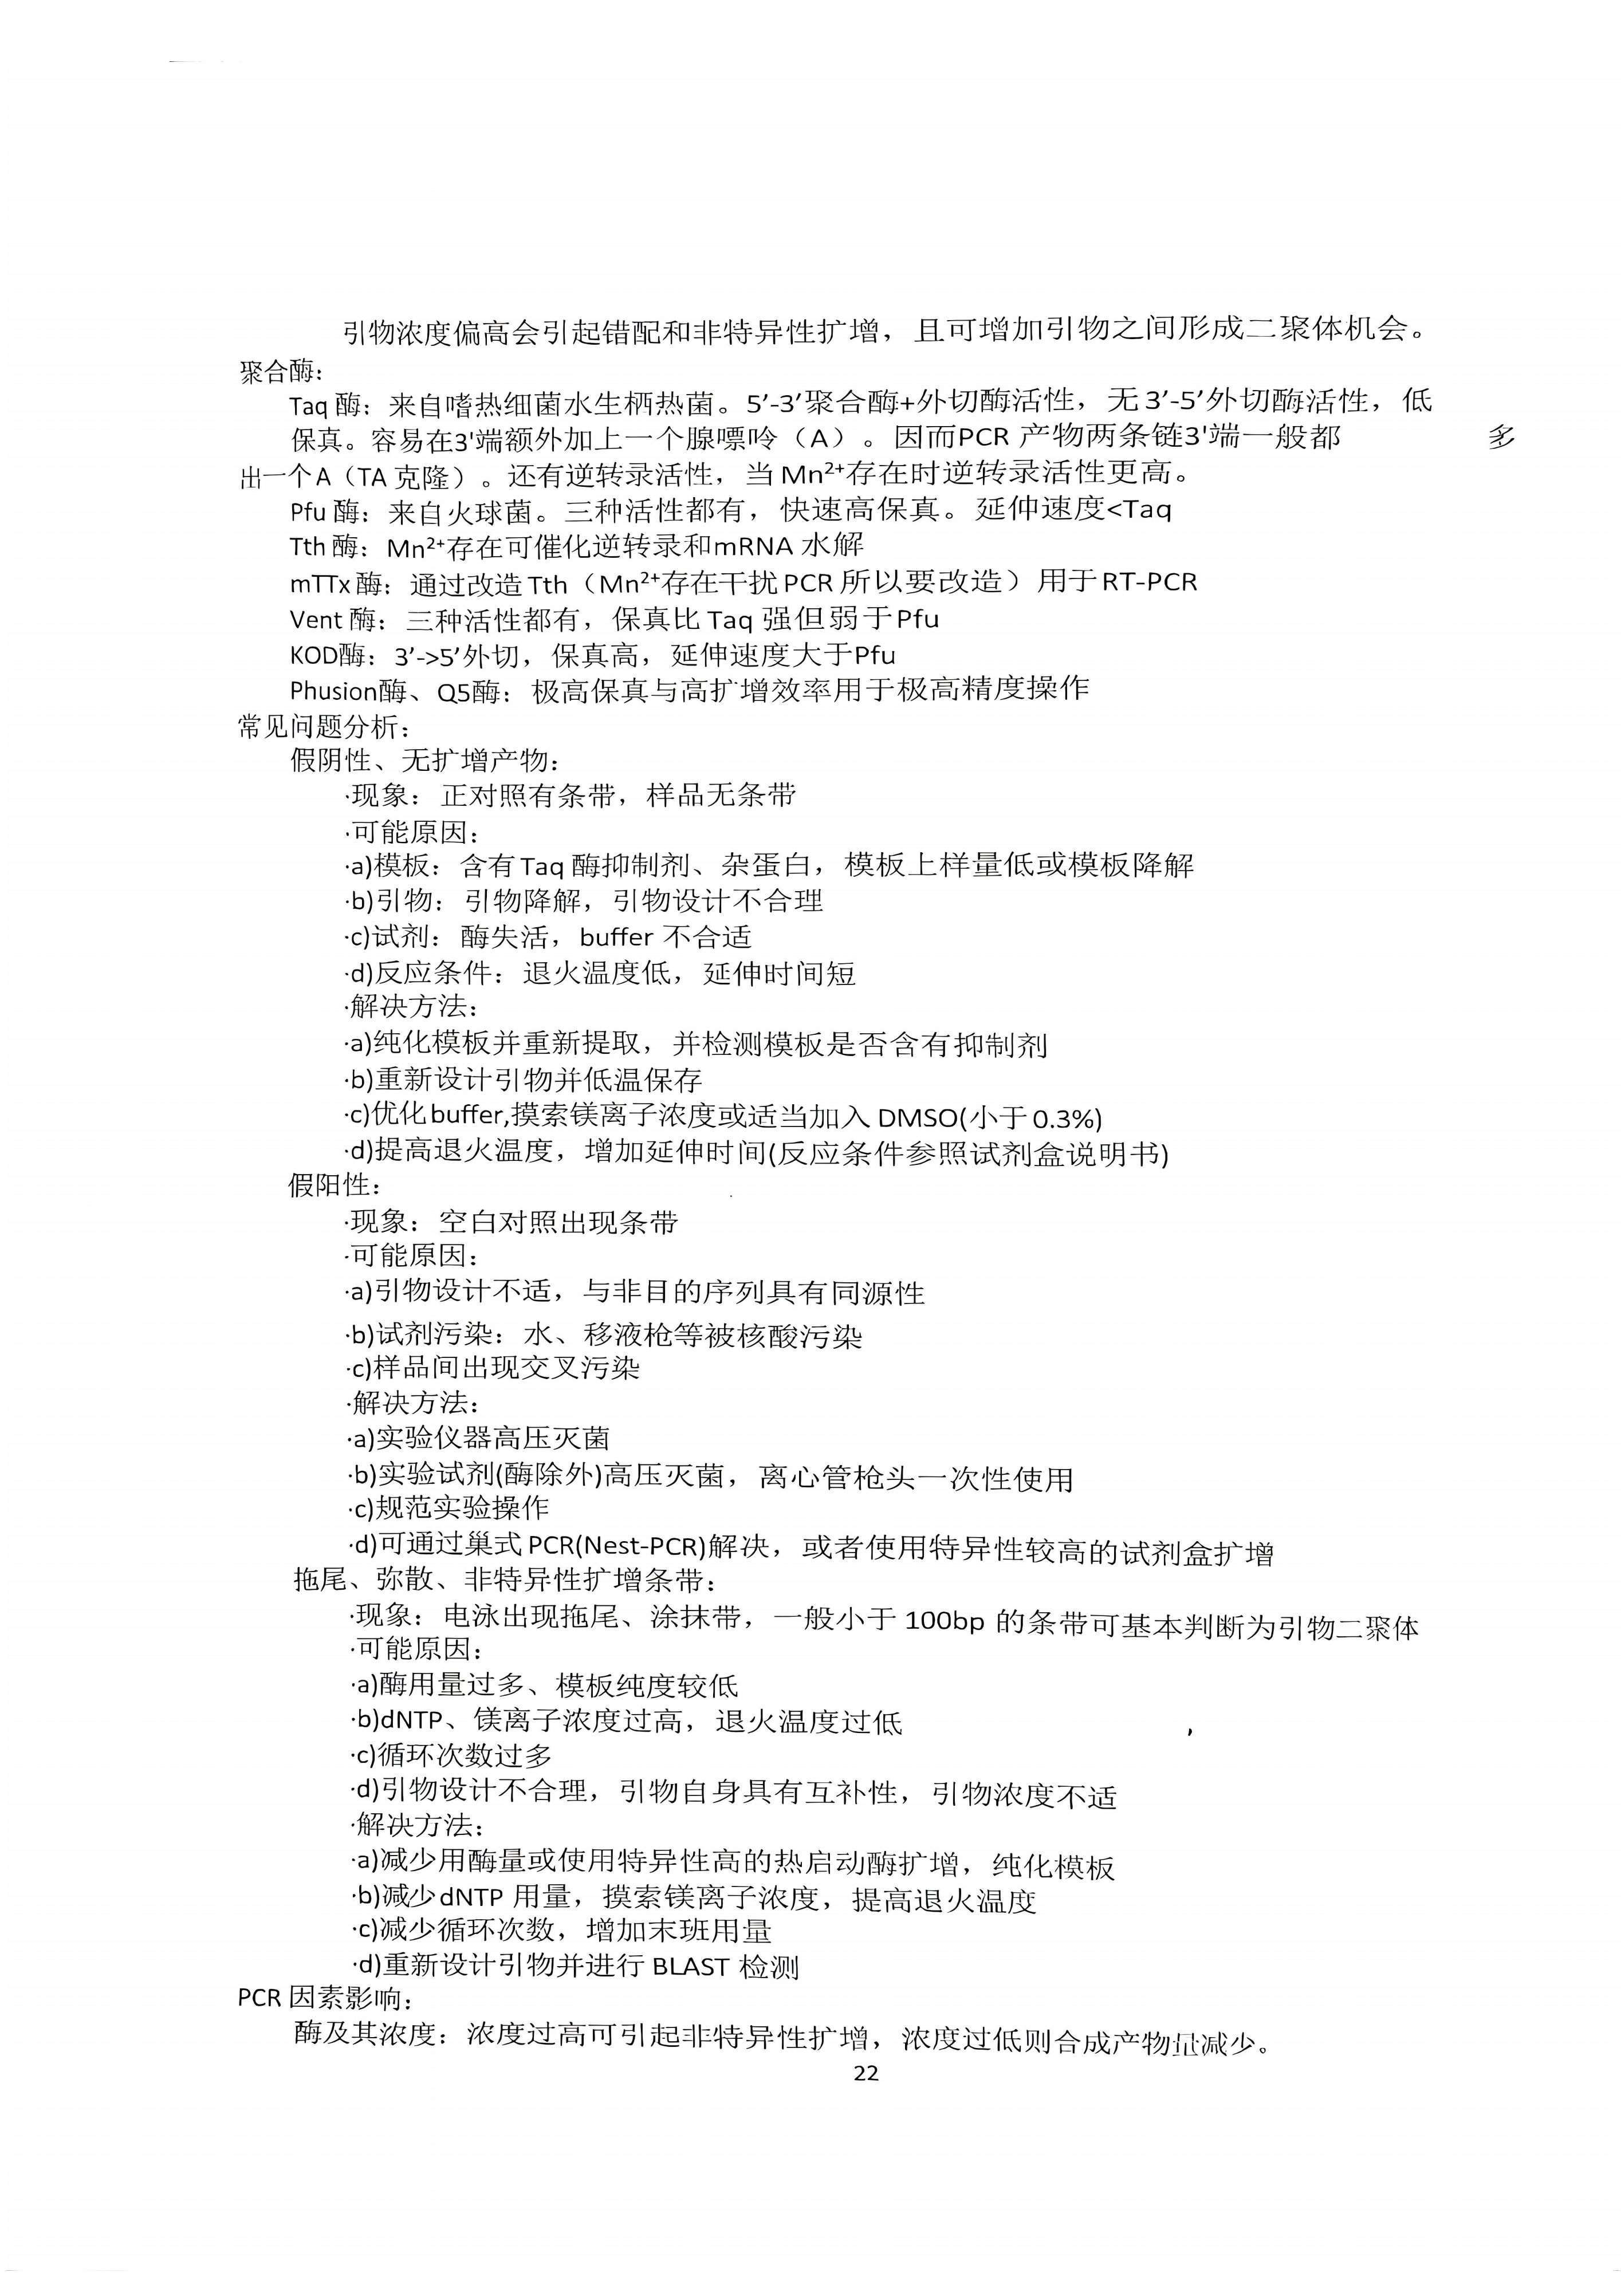 引物浓度偏高会引起错配和非特异性扩增，且可增加引物之间形成二聚体机会。
聚合酶：
Taq 酶：来自嗜热细菌水生栖热菌。5’-3’聚合酶+外切酶活性，无 3’-5’外切酶活性，低
保真。容易在3'端额外加上一个腺嘌呤（A）。因而PCR 产物两条链3'端一般都 多
出一个A（TA 克隆）。还有逆转录活性，当 Mn²⁺存在时逆转录活性更高。
Pfu 酶：来自火球菌。三种活性都有，快速高保真。延伸速度<Taq
Tth 酶：Mn²⁺存在可催化逆转录和mRNA 水解
mTTx 酶：通过改造 Tth（Mn²⁺存在干扰 PCR 所以要改造）用于 RT-PCR
Vent 酶：三种活性都有，保真比 Taq 强但弱于 Pfu
KOD酶：3’->5’外切，保真高，延伸速度大于Pfu
Phusion酶、Q5酶：极高保真与高扩增效率用于极高精度操作
常见问题分析：
假阴性、无扩增产物：
·现象：正对照有条带，样品无条带
·可能原因：
·a)模板：含有 Taq 酶抑制剂、杂蛋白，模板上样量低或模板降解
·b)引物：引物降解，引物设计不合理
·c)试剂：酶失活，buffer 不合适
·d)反应条件：退火温度低，延伸时间短
·解决方法：
·a)纯化模板并重新提取，并检测模板是否含有抑制剂
·b)重新设计引物并低温保存
·c)优化 buffer,摸索镁离子浓度或适当加入 DMSO(小于 0.3%)
·d)提高退火温度，增加延伸时间(反应条件参照试剂盒说明书)
假阳性：
·现象：空白对照出现条带
·可能原因：
·a)引物设计不适，与非目的序列具有同源性
·b)试剂污染：水、移液枪等被核酸污染
·c)样品间出现交叉污染
·解决方法：
·a)实验仪器高压灭菌
·b)实验试剂(酶除外)高压灭菌，离心管枪头一次性使用
·c)规范实验操作
·d)可通过巢式 PCR(Nest-PCR)解决，或者使用特异性较高的试剂盒扩增
拖尾、弥散、非特异性扩增条带：
·现象：电泳出现拖尾、涂抹带，一般小于 100bp 的条带可基本判断为引物二聚体
·可能原因：
·a)酶用量过多、模板纯度较低
·b)dNTP、镁离子浓度过高，退火温度过低
·c)循环次数过多
·d)引物设计不合理，引物自身具有互补性，引物浓度不适
·解决方法：
·a)减少用酶量或使用特异性高的热启动酶扩增，纯化模板
·b)减少 dNTP 用量，摸索镁离子浓度，提高退火温度
·c)减少循环次数，增加末班用量
·d)重新设计引物并进行 BLAST 检测
PCR 因素影响：
酶及其浓度：浓度过高可引起非特异性扩增，浓度过低则合成产物量减少。
22